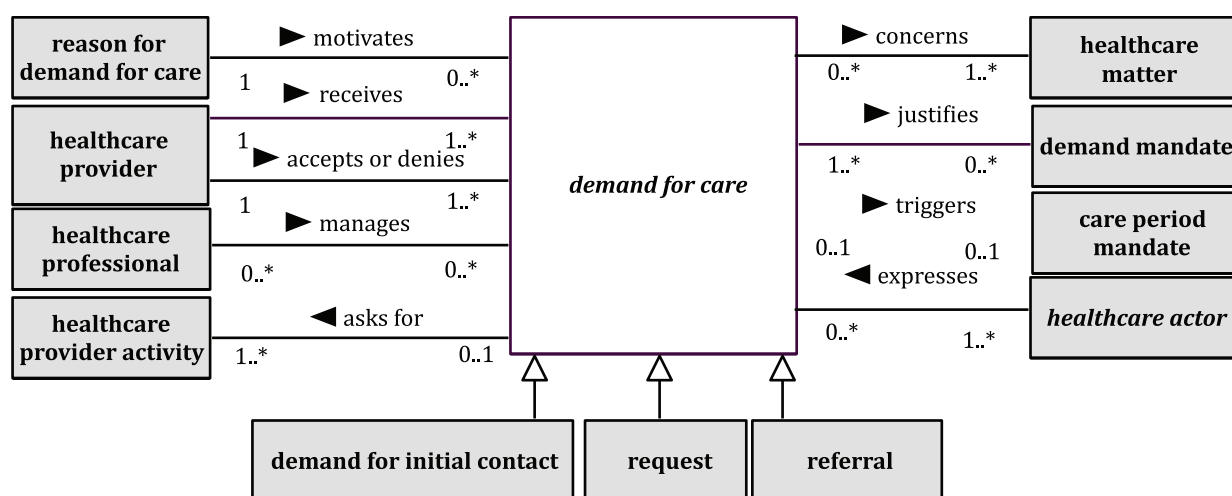 reason for
demand for care
motivates
1
0..*
healthcare
provider
receives
1
1..*
accepts or denies
1
1..*
healthcare
professional
manages
0..*
0..*
healthcare
provider activity
asks for
1..*
0..1
demand for care
concerns
0..*
1..*
healthcare
matter
justifies
1..*
0..*
demand mandate
triggers
0..1
0..1
care period
mandate
expresses
0..*
1..*
healthcare actor
demand for initial contact
request
referral